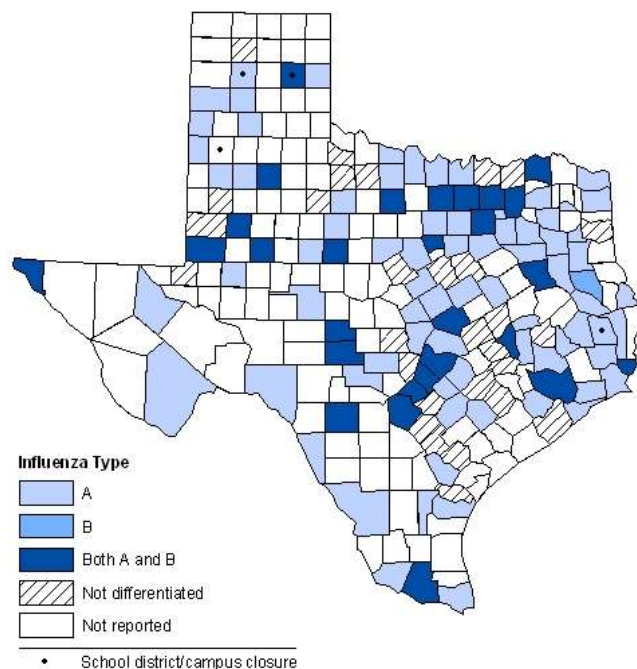 Influenza Type
A
B
Both A and B
Not differentiated
Not reported
School district/campus closure